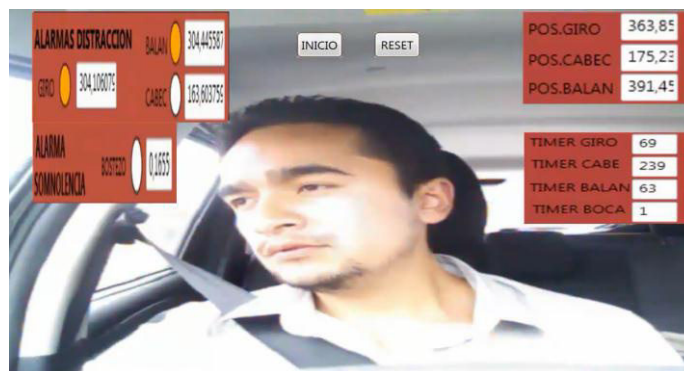 ALARMAS DISTRACCION
BALAN 304,445587
GIRO 304,106079
CABEC 163,603759
ALARMA
SOMNOLENCIA
BOSTEZO 0,1655
INICIO RESET
POS.GIRO 363,85
POS.CABEC 175,23
POS.BALAN 391,45
TIMER GIRO 69
TIMER CABE 239
TIMER BALAN 63
TIMER BOCA 1